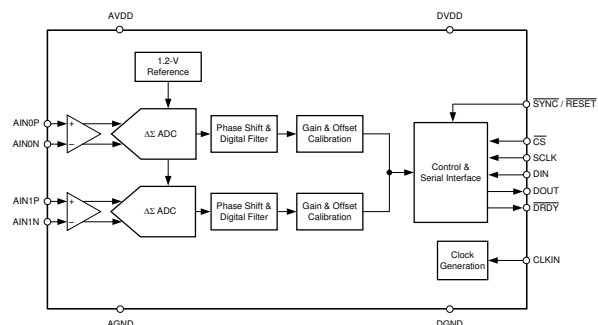 AVDD
DVDD
1.2-V
Reference
SYNC / RESET
AIN0P
+
AIN0N
−
ΔΣ ADC
Phase Shift &
Digital Filter
Gain & Offset
Calibration
Control &
Serial Interface
CS
SCLK
DIN
DOUT
DRDY
AIN1P
+
AIN1N
−
ΔΣ ADC
Phase Shift &
Digital Filter
Gain & Offset
Calibration
Clock
Generation
CLKIN
AGND
DGND